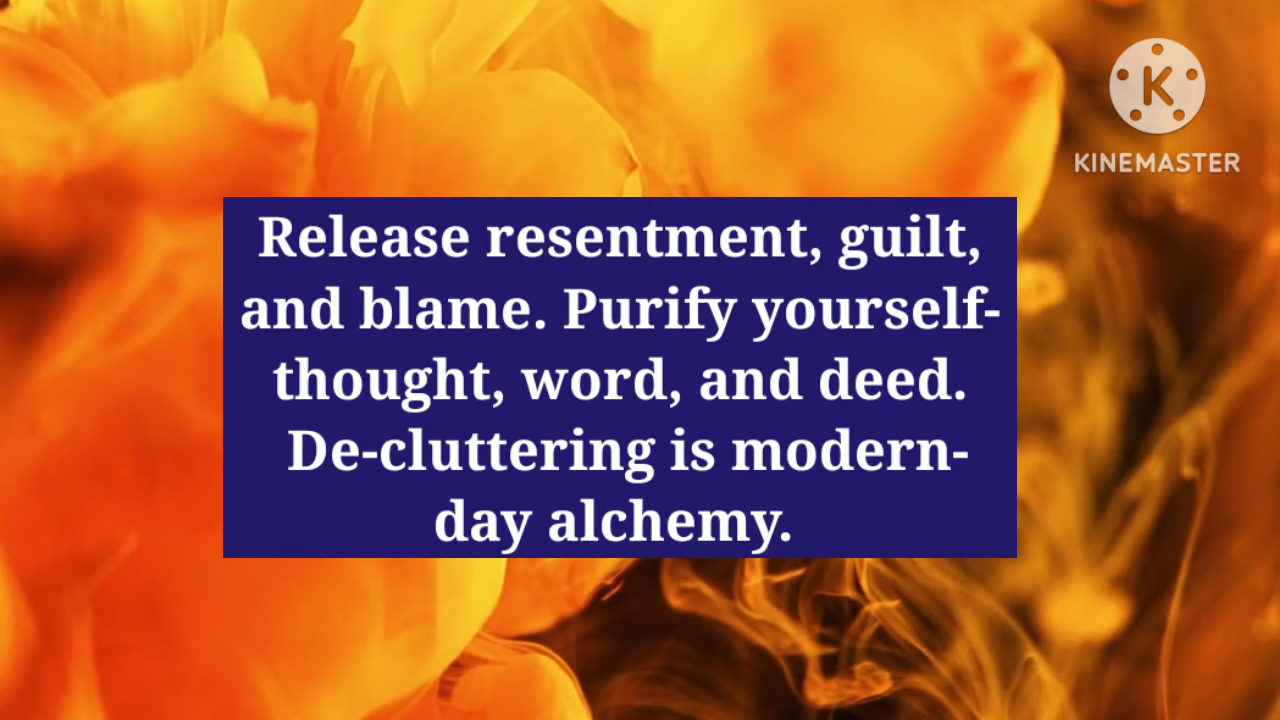 K
KINEMASTER
Release resentment, guilt,
and blame. Purify yourself-
thought, word, and deed.
De-cluttering is modern-
day alchemy.